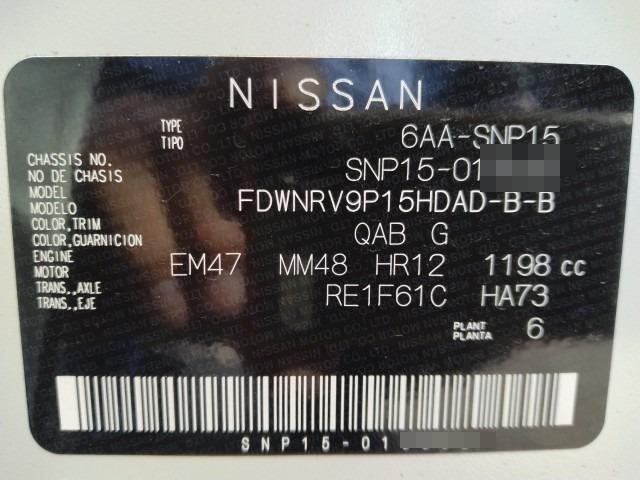 NISSAN
TYPE
TIPO
6AA-SNP15
CHASSIS NO.
NO DE CHASSIS
SNP15-01
MODEL
MODELO
FDWNRV9P15HDAD-B-B
COLOR,TRIM
COLOR,GUARNICION
QAB G
ENGINE
MOTOR
EM47 MM48 HR12 1198 cc
TRANS.,AXLE
TRANS.,EJE
RE1F61C HA73
PLANT
PLANTA
6
SNP15-01